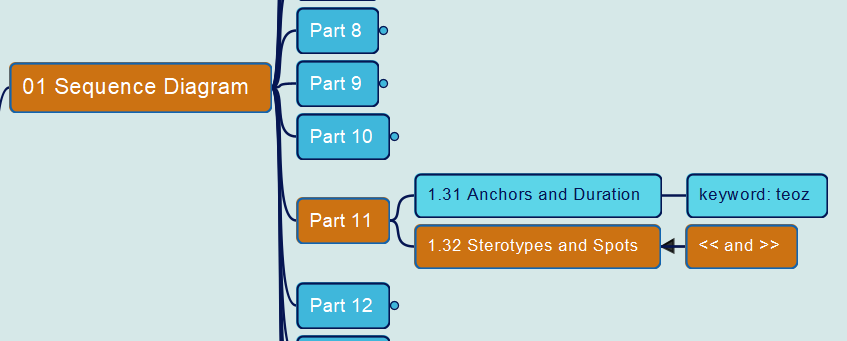 01 Sequence Diagram
Part 8
Part 9
Part 10
Part 11
1.31 Anchors and Duration
keyword: teoz
1.32 Sterotypes and Spots
<< and >>
Part 12